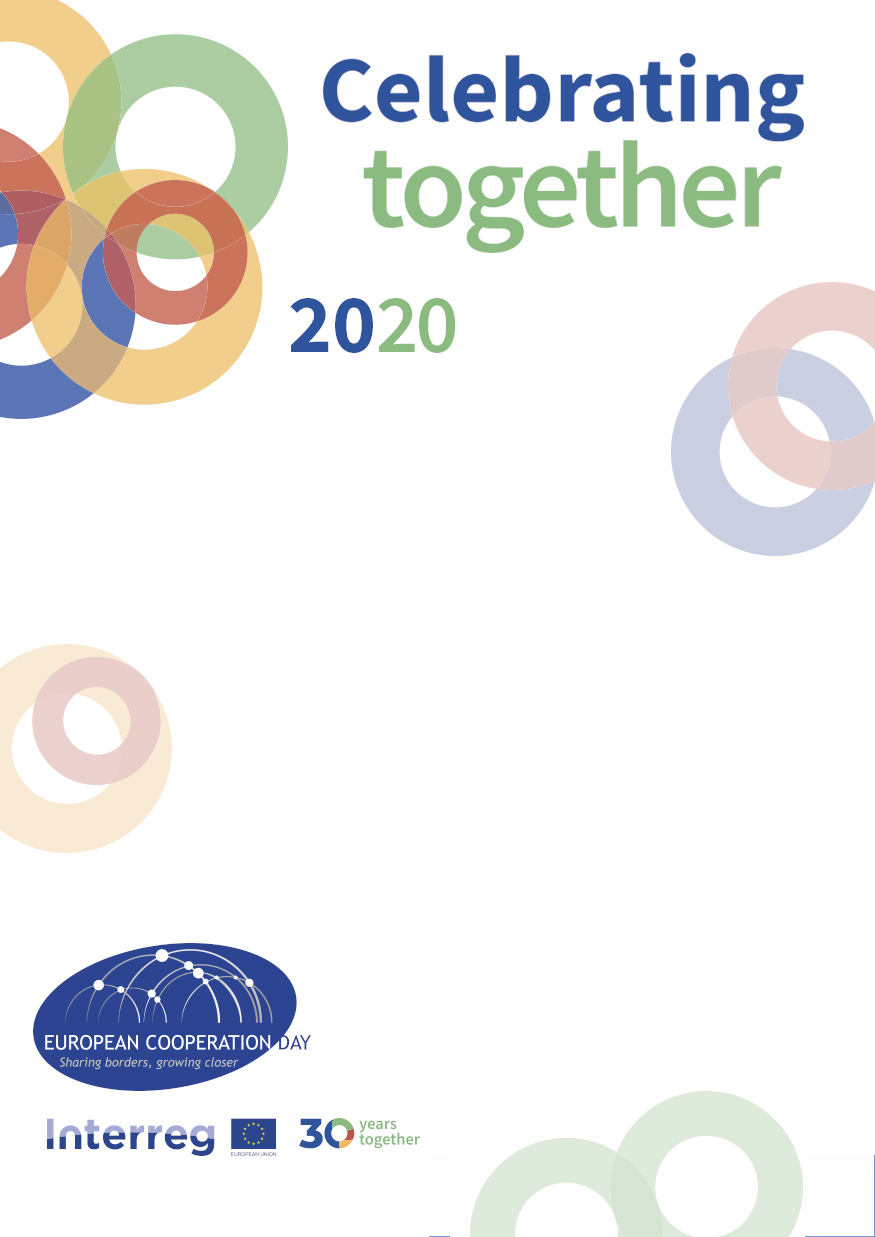 Celebrating
together
2020
EUROPEAN COOPERATION DAY
Sharing borders, growing closer
Interreg
EUROPEAN UNION
30 years
together